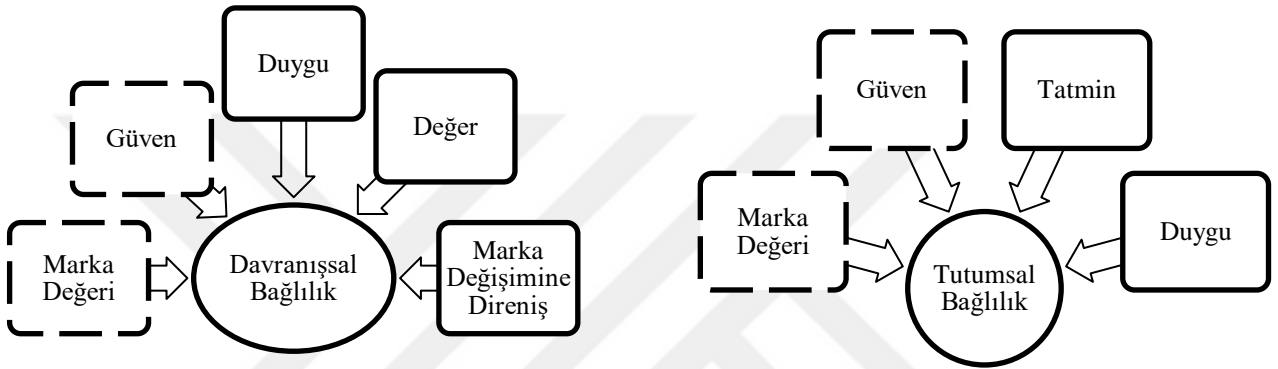 Duygu
Güven
Değer
Marka
Değeri
Davranışsal
Bağlılık
Marka
Değişimine
Direniş
Güven
Tatmin
Marka
Değeri
Duygu
Tutumsal
Bağlılık